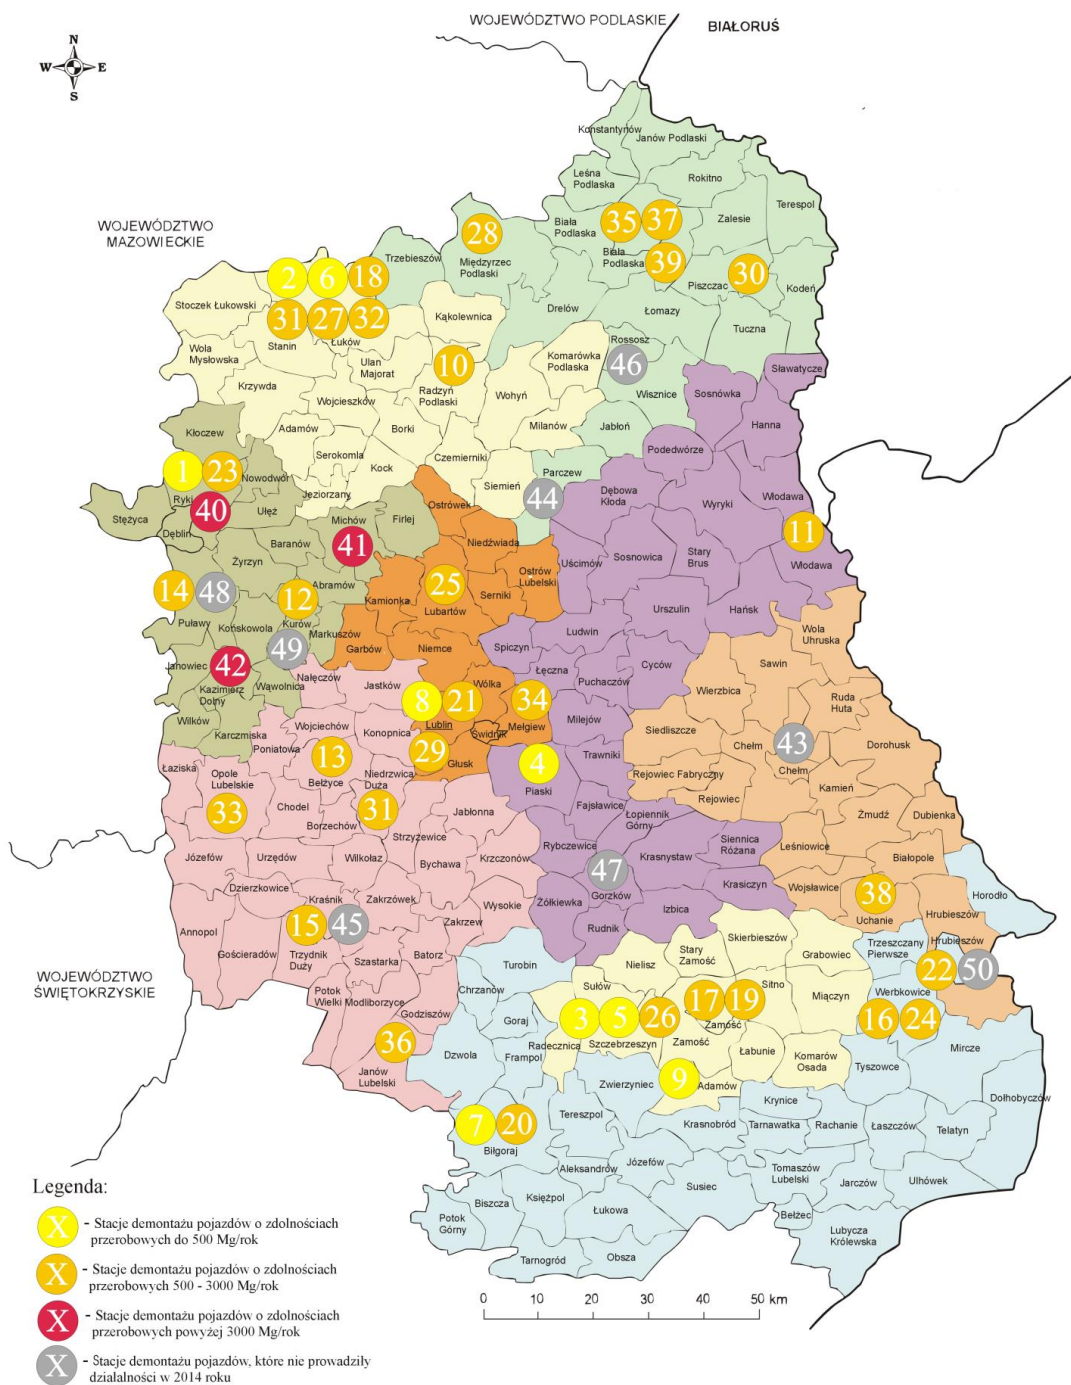 WOJEWÓDZTWO PODLASKIE
BIAŁORUŚ
N
W
E
S
Konstantynów
Janów Podlaski
Leśna
Podlaska
Rokitno
Terespol
WOJEWÓDZTWO
MAZOWIECKIE
28
Biała
Podlaska
35
37
Zalesie
Trzebieszów
Międzyrzec
Podlaski
Biała
Podlaska
39
30
2
6
18
Piszczac
Kodeń
Stoczek Łukowski
Kąkolewnica
Drelów
Łomazy
31
27
32
Stanin
Łuków
Tuczna
Rossosz
Wola
Mysłowska
Ulan
Majorat
10
Komarówka
Podlaska
46
Sławatycze
Krzywda
Radzyń
Podlaski
Wohyń
Wisznice
Sosnówka
Wojcieszków
Hanna
Adamów
Borki
Milanów
Jabłoń
Kłoczew
Serokomla
Czemierniki
Podedwórze
1
23
Nowodwór
Kock
Siemień
Parczew
Ryki
Jeziorzany
44
Dębowa
Kłoda
Wyryki
Włodawa
Stężyca
40
Ułęż
Michów
Firlej
Ostrówek
Dęblin
Baranów
41
Niedźwiada
11
Żyrzyn
Uścimów
Sosnowica
Stary
Brus
Włodawa
14
48
12
Abramów
25
Ostrów
Lubelski
Kamionka
Lubartów
Serniki
Urszulin
Hańsk
Puławy
Końskowola
Kurów
Markuszów
Wola
Uhruska
49
Garbów
Niemce
Spiczyn
Ludwin
Janowiec
42
Nałęczów
Łęczna
Cyców
Sawin
Kazimierz
Dolny
Wąwolnica
Jastków
Wólka
Puchaczów
Wierzbica
Ruda
Huta
Wilków
8
21
34
Karczmiska
Wojciechów
Konopnica
Lublin
Świdnik
Mełgiew
Milejów
Siedliszcze
43
Poniatowa
29
Chełm
Dorohusk
Łaziska
13
Głusk
4
Trawniki
Opole
Lubelskie
Bełżyce
Niedrzwica
Duża
Piaski
Rejowiec Fabryczny
Chełm
33
Chodel
31
Jabłonna
Fajsławice
Rejowiec
Kamień
Borzechów
Łopiennik
Górny
Żmudź
Dubienka
Strzyżewice
Rybczewice
Siennica
Różana
Leśniowice
Józefów
Urzędów
Wilkołaz
Bychawa
Krzczonów
Krasnystaw
Białopole
Dzierzkowice
47
Wojsławice
38
Kraśnik
Zakrzówek
Żółkiewka
Gorzków
Krasiczyn
Horodło
Annopol
15
45
Wysokie
Izbica
Uchanie
Hrubieszów
Zakrzew
Rudnik
Gościeradów
Trzydnik
Duży
Batorz
Skierbieszów
Trzeszczany
Pierwsze
Hrubieszów
WOJEWÓDZTWO
ŚWIĘTOKRZYSKIE
Szastarka
Turobin
Stary
Zamość
Grabowiec
22
50
Potok
Wielki
Modliborzyce
Chrzanów
Nielisz
Sitno
Werbkowice
Godziszów
Sułów
17
19
Miączyn
Goraj
3
5
26
16
24
36
Radecznica
Szczebrzeszyn
Zamość
Mircze
Janów
Lubelski
Dzwola
Frampol
Zamość
Łabunie
Komarów
Osada
Tyszowce
Zwierzyniec
9
Adamów
Dołhobyczów
7
20
Tereszpol
Krynice
Biłgoraj
Krasnobród
Tarnawatka
Rachanie
Łaszczów
Telatyn
Józefów
Aleksandrów
Tomaszów
Lubelski
Jarczów
Ulhówek
Legenda:
Biszcza
Księżpol
Susiec
Łukowa
Bełżec
Potok
Górny
Lubycza
Królewska
X - Stacje demontażu pojazdów o zdolnościach
przerobowych do 500 Mg/rok
Tarnogród
Obsza
X - Stacje demontażu pojazdów o zdolnościach
przerobowych 500 - 3000 Mg/rok
0 10 20 30 40 50 km
X - Stacje demontażu pojazdów o zdolnościach
przerobowych powyżej 3000 Mg/rok
X - Stacje demontażu pojazdów, które nie prowadziły
działalności w 2014 roku